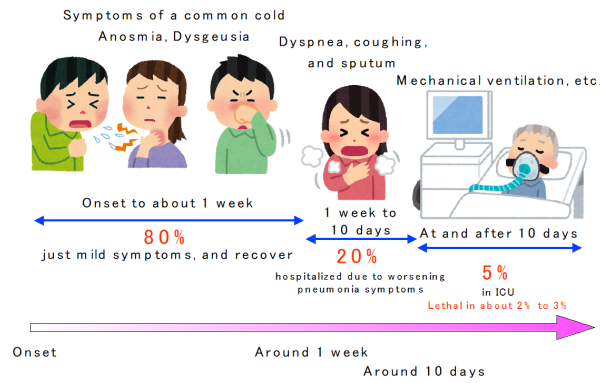 Symptoms of a common cold
Anosmia, Dysgeusia
Dyspnea, coughing,
and sputum
Mechanical ventilation, etc.
Onset to about 1 week
80%
just mild symptoms, and recover
1 week to
10 days
20%
hospitalized due to worsening
pneumonia symptoms
At and after 10 days
5%
in ICU
Lethal in about 2% to 3%
Onset
Around 1 week
Around 10 days